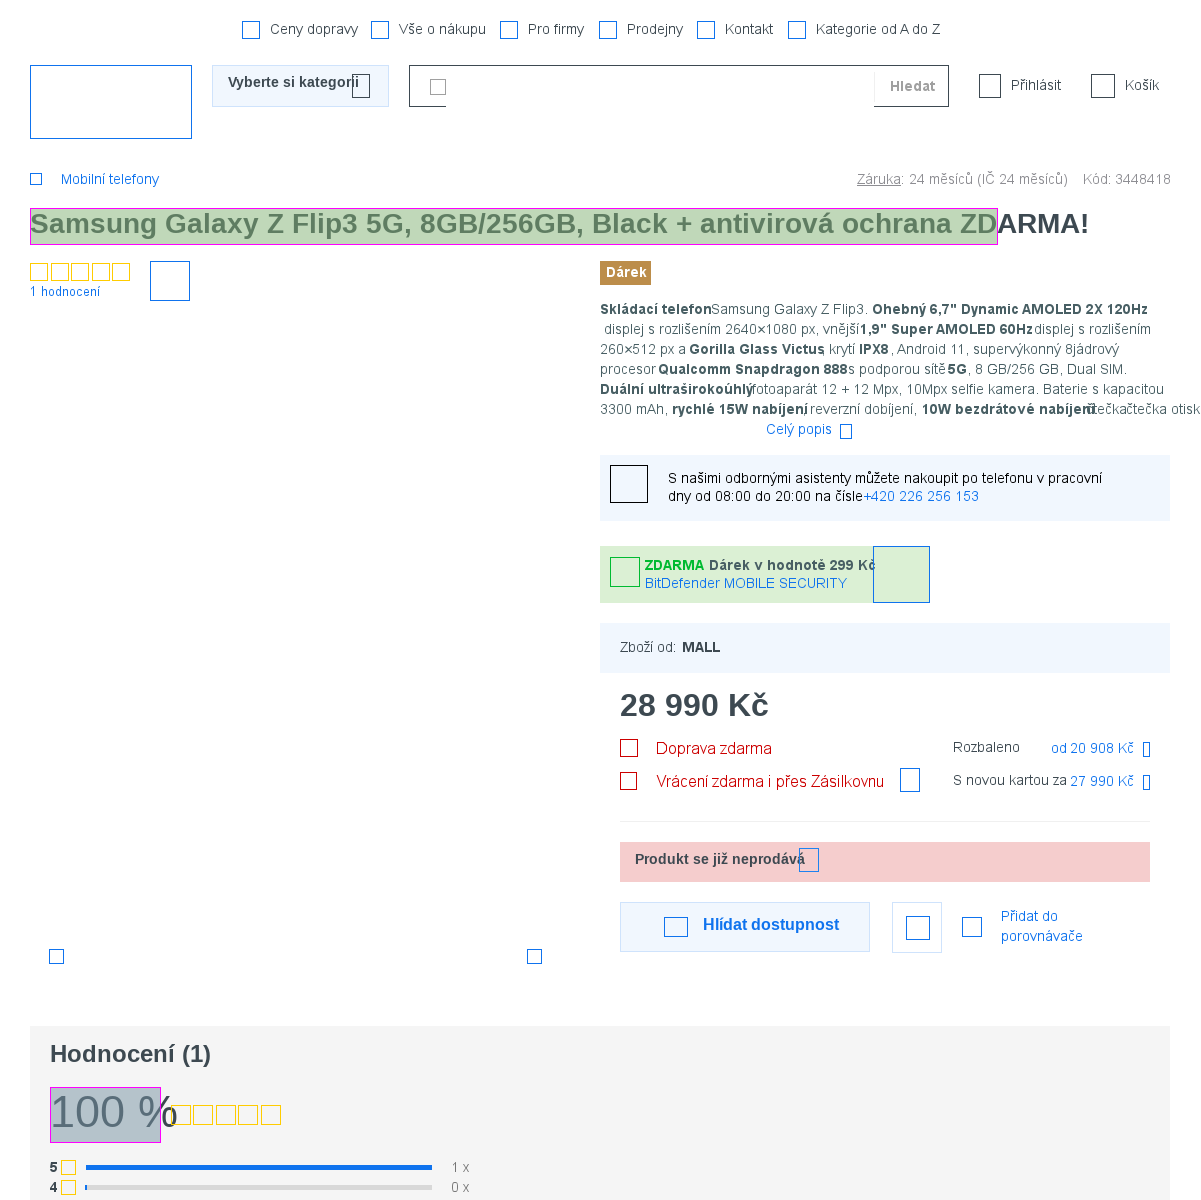 Ceny dopravy Vše o nákupu Pro firmy Prodejny Kontakt Kategorie od A do Z
Vyberte si kategorii Hledat Přihlásit Košík
Mobilní telefony Záruka: 24 měsíců (IČ 24 měsíců) Kód: 3448418
Samsung Galaxy Z Flip3 5G, 8GB/256GB, Black + antivirová ochrana ZDARMA!
1 hodnocení
Dárek
Skládací telefon Samsung Galaxy Z Flip3. Ohebný 6,7" Dynamic AMOLED 2X 120Hz
displej s rozlišením 2640×1080 px, vnější 1,9" Super AMOLED 60Hz displej s rozlišením
260×512 px a Gorilla Glass Victus, krytí IPX8, Android 11, supervýkonný 8jádrový
procesor Qualcomm Snapdragon 888 s podporou sítě 5G, 8 GB/256 GB, Dual SIM.
Duální ultraširokoúhlý fotoaparát 12 + 12 Mpx, 10Mpx selfie kamera. Baterie s kapacitou
3300 mAh, rychlé 15W nabíjení, reverzní dobíjení, 10W bezdrátové nabíjení čtečka čtečka otisk
Celý popis
S našimi odbornými asistenty můžete nakoupit po telefonu v pracovní
dny od 08:00 do 20:00 na čísle +420 226 256 153
ZDARMA Dárek v hodnotě 299 Kč
BitDefender MOBILE SECURITY
Zboží od: MALL
28 990 Kč
Doprava zdarma Rozbaleno od 20 908 Kč
Vrácení zdarma i přes Zásilkovnu S novou kartou za 27 990 Kč
Produkt se již neprodává
Hlídat dostupnost
Přidat do
porovnávače
Hodnocení (1)
100 %
5 1 x
4 0 x